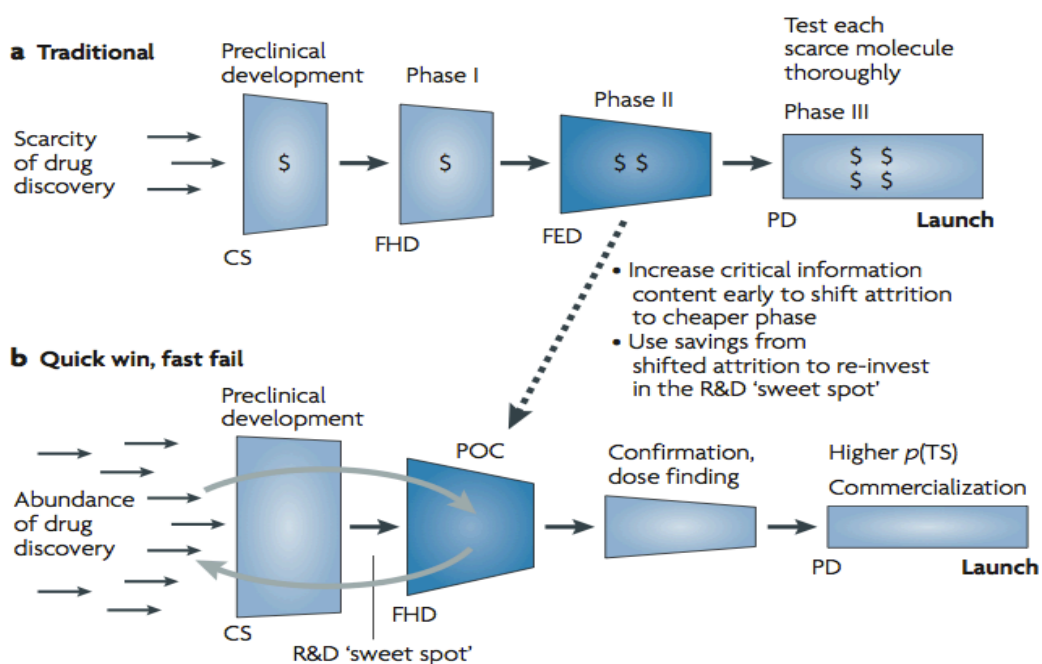 a Traditional
Preclinical
development
Phase I
Phase II
Test each
scarce molecule
thoroughly
Phase III
Scarcity
of drug
discovery
$
$
$ $
$ $
$ $
CS
FHD
FED
PD
Launch
• Increase critical information
content early to shift attrition
to cheaper phase
• Use savings from
shifted attrition to re-invest
in the R&D ‘sweet spot’
b Quick win, fast fail
Preclinical
development
POC
Confirmation,
dose finding
Higher p(TS)
Commercialization
Abundance
of drug
discovery
CS
FHD
PD
Launch
R&D ‘sweet spot’